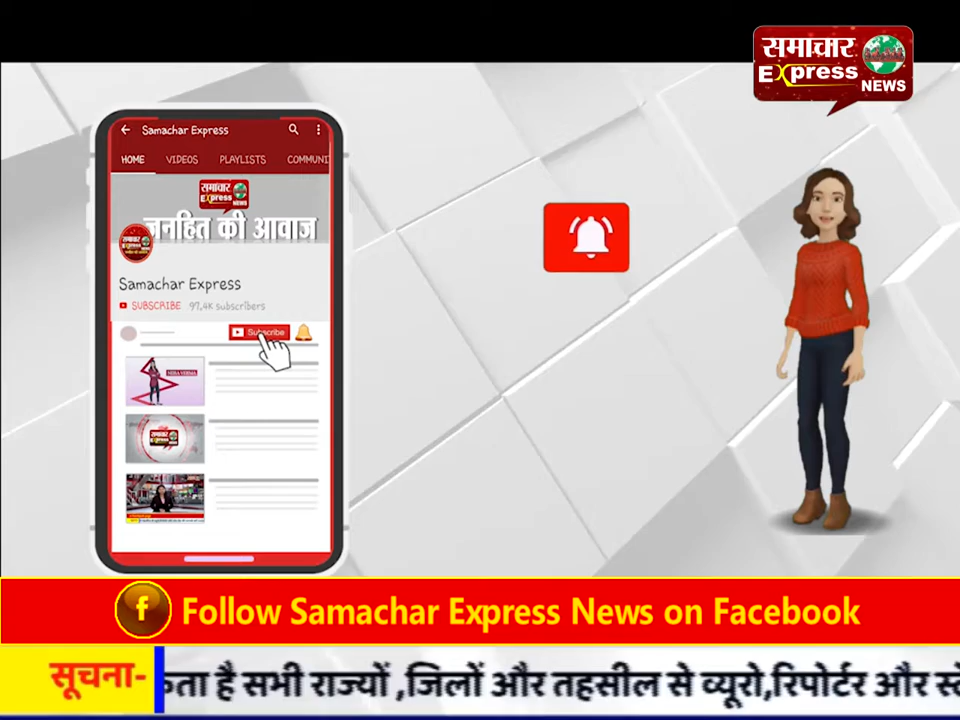 समाचार
Express
NEWS
Samachar Express
HOME VIDEOS PLAYLISTS COMMUNI
समाचार
Express
NEWS
जनहित की आवाज
Samachar Express
SUBSCRIBE 97,4K subscribers
Subscribe
Follow Samachar Express News on Facebook
सूचना- कता है सभी राज्यों ,जिलों और तहसील से व्यूरो,रिपोर्टर और